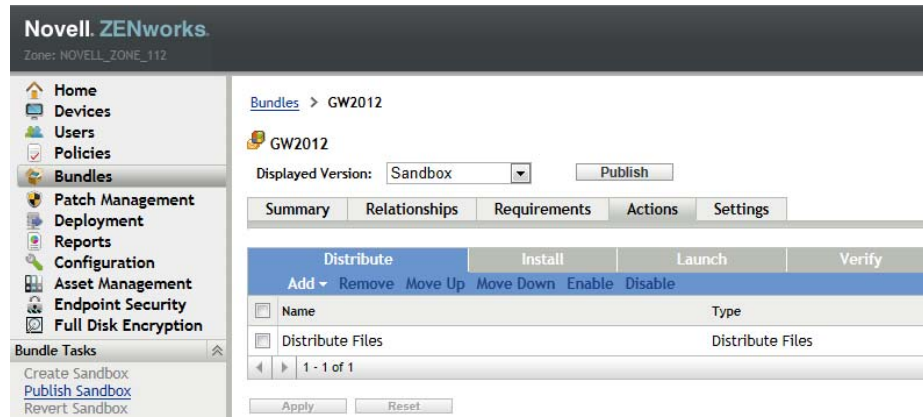 Novell. ZENworks.
Zone: NOVELL_ZONE_112
Home
Devices
Users
Policies
Bundles
Patch Management
Deployment
Reports
Configuration
Asset Management
Endpoint Security
Full Disk Encryption
Bundle Tasks
Create Sandbox
Publish Sandbox
Revert Sandbox
Bundles > GW2012
GW2012
Displayed Version: Sandbox Publish
Summary Relationships Requirements Actions Settings
Distribute Install Launch Verify
Add Remove Move Up Move Down Enable Disable
Name Type
Distribute Files Distribute Files
1 - 1 of 1
Apply Reset